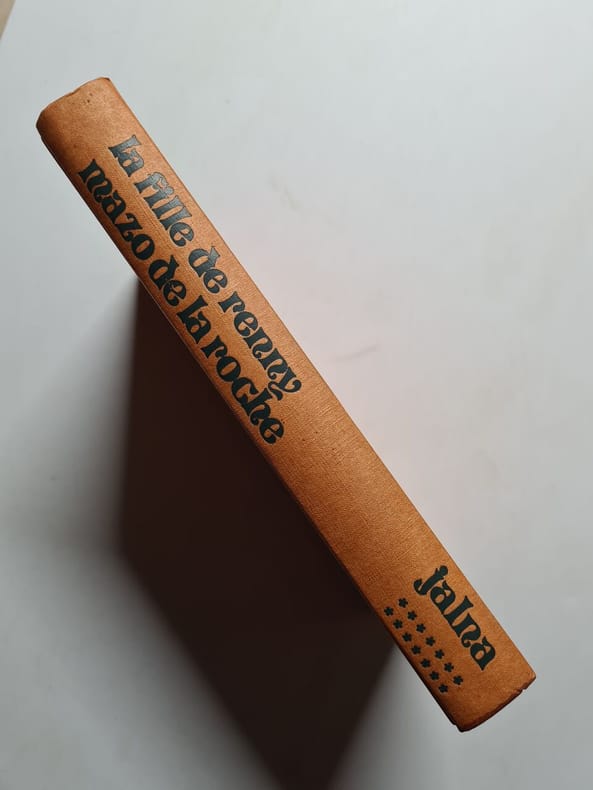 la fille de renny
mazo de la roche
jalna